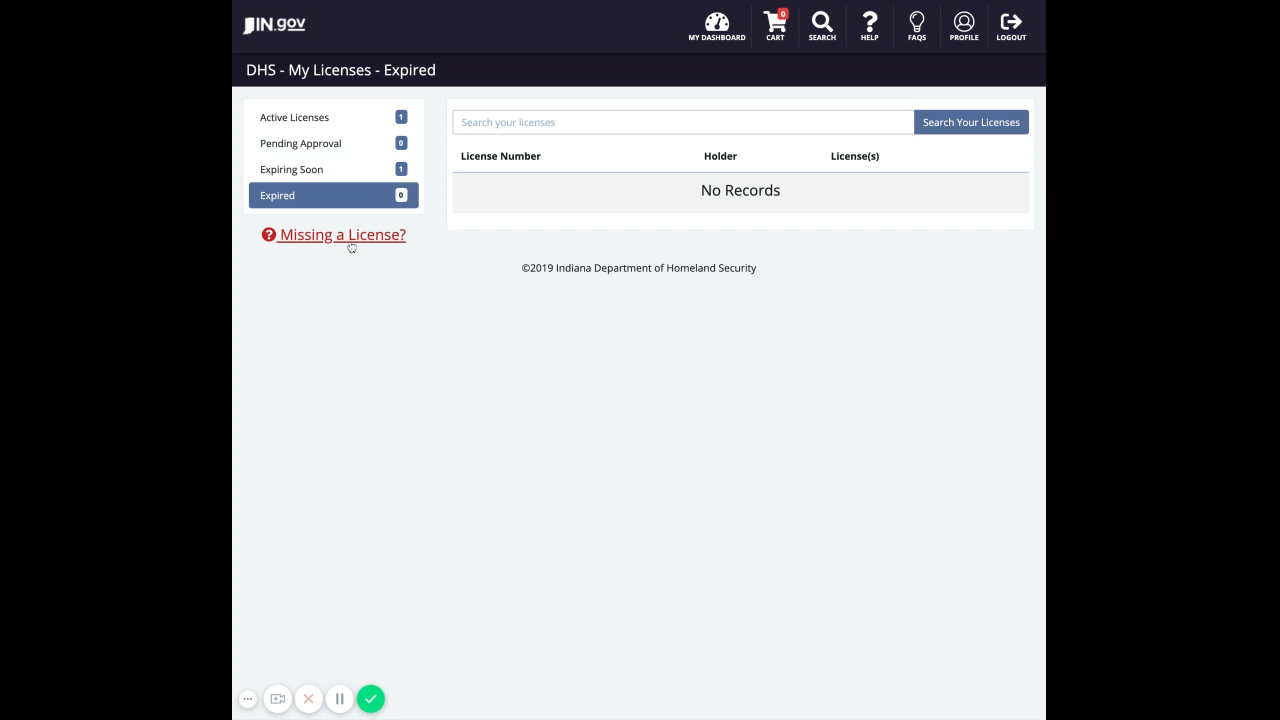 IN.gov
MY DASHBOARD
0
CART
SEARCH
HELP
FAQS
PROFILE
LOGOUT
DHS - My Licenses - Expired
Active Licenses 1
Pending Approval 0
Expiring Soon 1
Expired 0
Missing a License?
Search your licenses
Search Your Licenses
License Number Holder License(s)
No Records
©2019 Indiana Department of Homeland Security